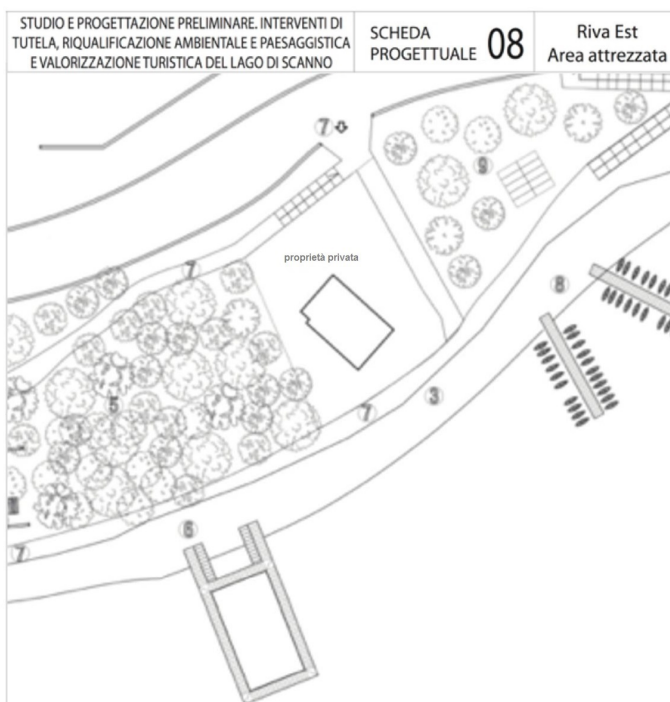 STUDIO E PROGETTAZIONE PRELIMINARE. INTERVENTI DI
TUTELA, RIQUALIFICAZIONE AMBIENTALE E PAESAGGISTICA
E VALORIZZAZIONE TURISTICA DEL LAGO DI SCANNO
SCHEDA
PROGETTUALE 08
Riva Est
Area attrezzata
7
9
7
proprietà privata
8
3
5
7
6
7